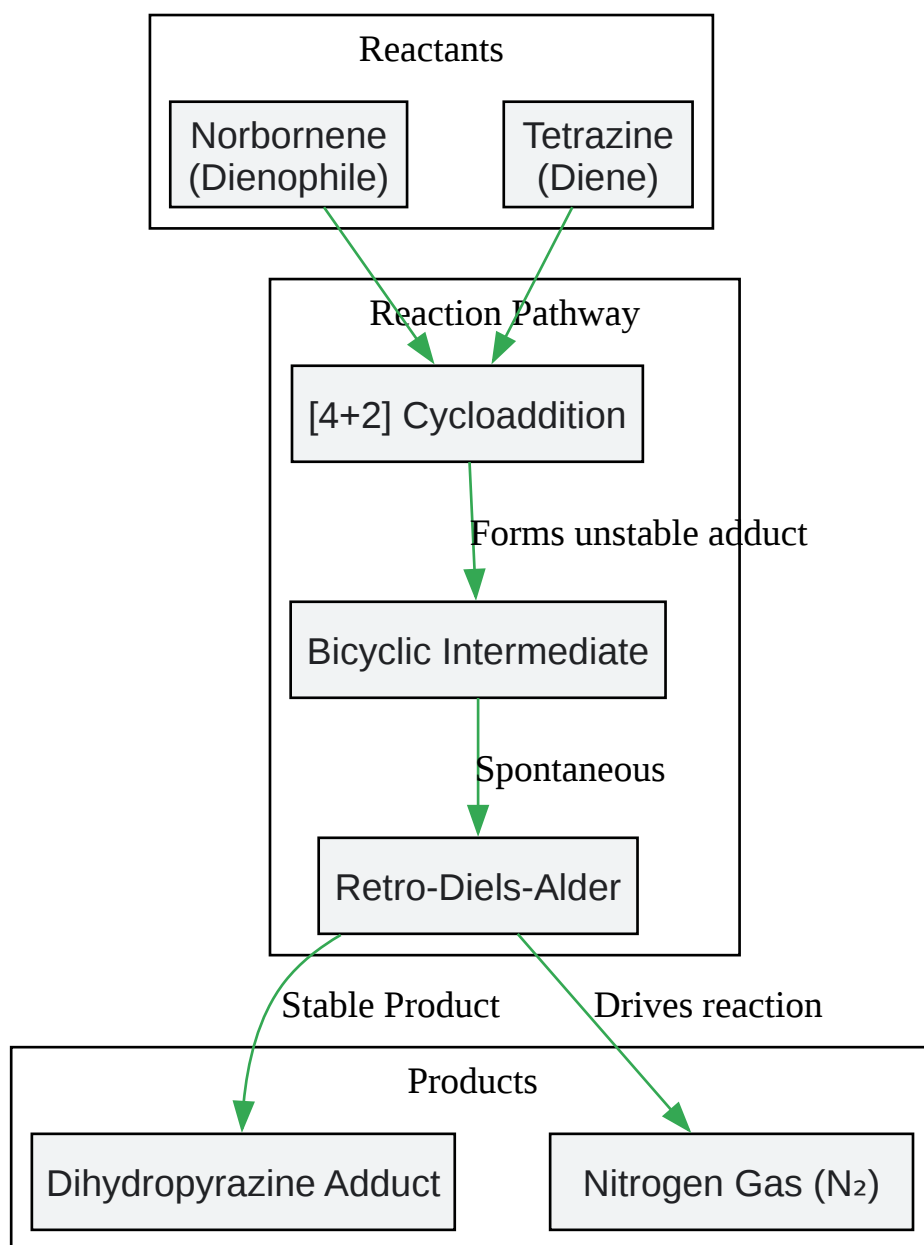 Reactants
Norbornene
(Dienophile)
Tetrazine
(Diene)
Reaction Pathway
[4+2] Cycloaddition
Forms unstable adduct
Bicyclic Intermediate
Spontaneous
Retro-Diels-Alder
Stable Product
Drives reaction
Products
Dihydropyrazine Adduct
Nitrogen Gas (N₂)